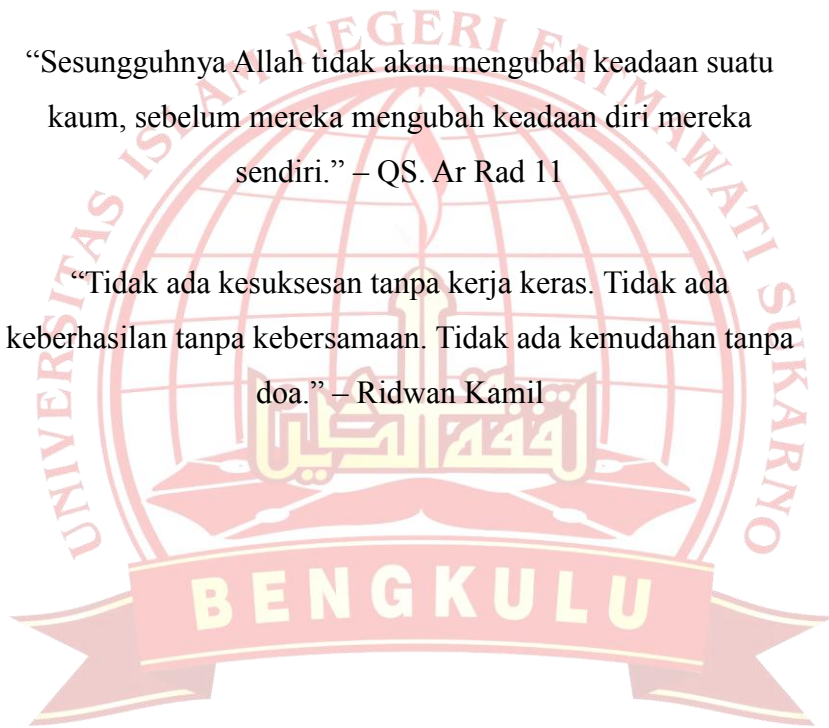 UNIVERSITAS ISLAM NEGERI FATMAWATI SUKARNO
“Sesungguhnya Allah tidak akan mengubah keadaan suatu
kaum, sebelum mereka mengubah keadaan diri mereka
sendiri.” – QS. Ar Rad 11
“Tidak ada kesuksesan tanpa kerja keras. Tidak ada
keberhasilan tanpa kebersamaan. Tidak ada kemudahan tanpa
doa.” – Ridwan Kamil
BENGKULU